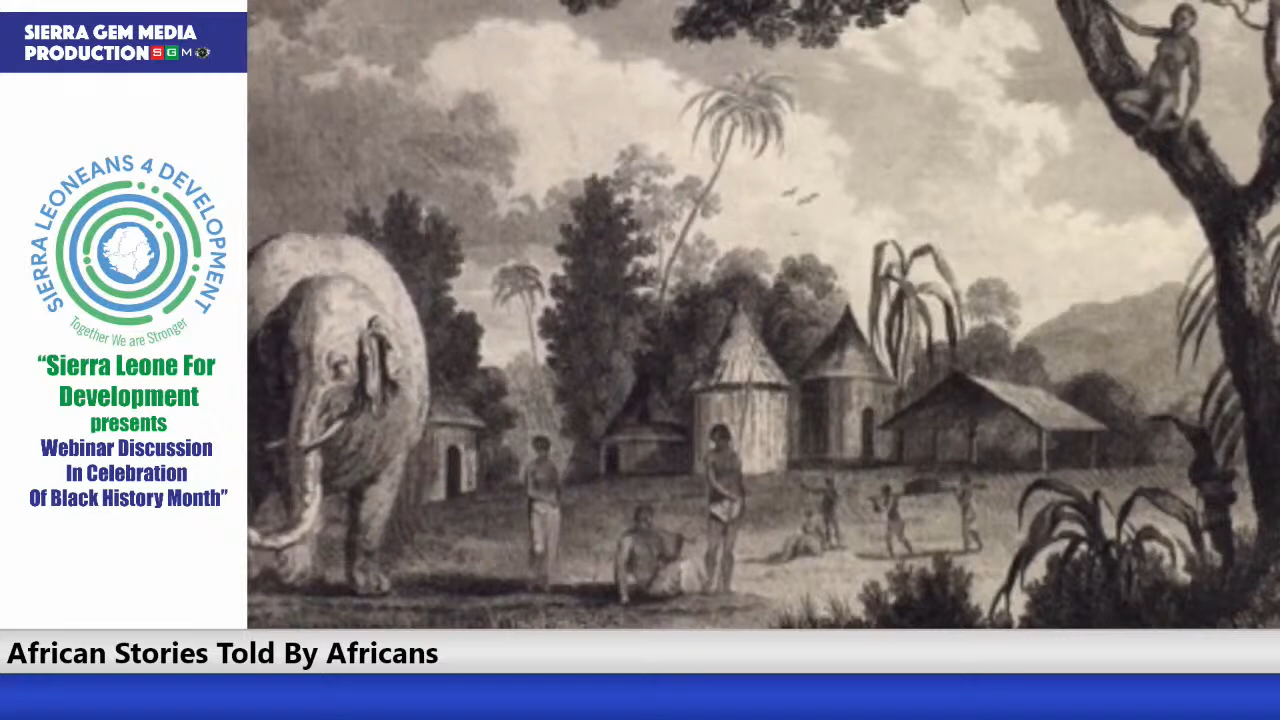 SIERRA GEM MEDIA
PRODUCTION SGM
SIERRA LEONEANS 4 DEVELOPMENT
Together We are Stronger
“Sierra Leone For
Development
presents
Webinar Discussion
In Celebration
Of Black History Month”
African Stories Told By Africans